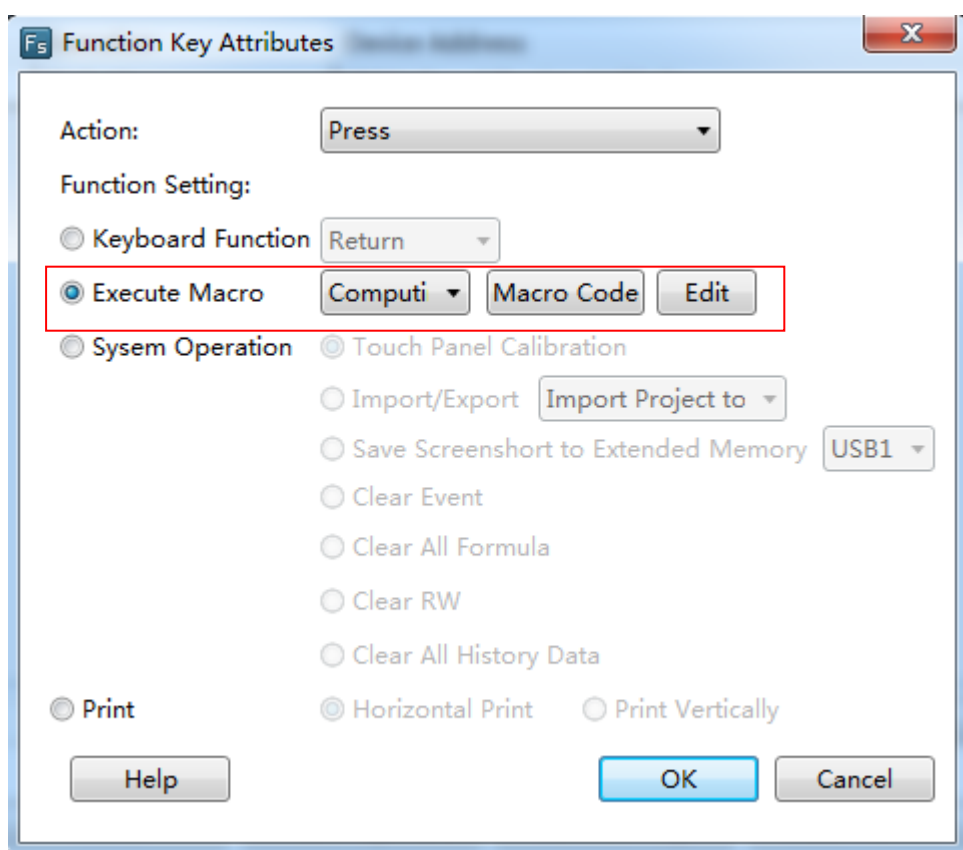 Fs Function Key Attributes
Action: Press
Function Setting:
Keyboard Function Return
Execute Macro Computi Macro Code Edit
Sysem Operation Touch Panel Calibration
Import/Export Import Project to
Save Screenshort to Extended Memory USB1
Clear Event
Clear All Formula
Clear RW
Clear All History Data
Print Horizontal Print Print Vertically
Help OK Cancel